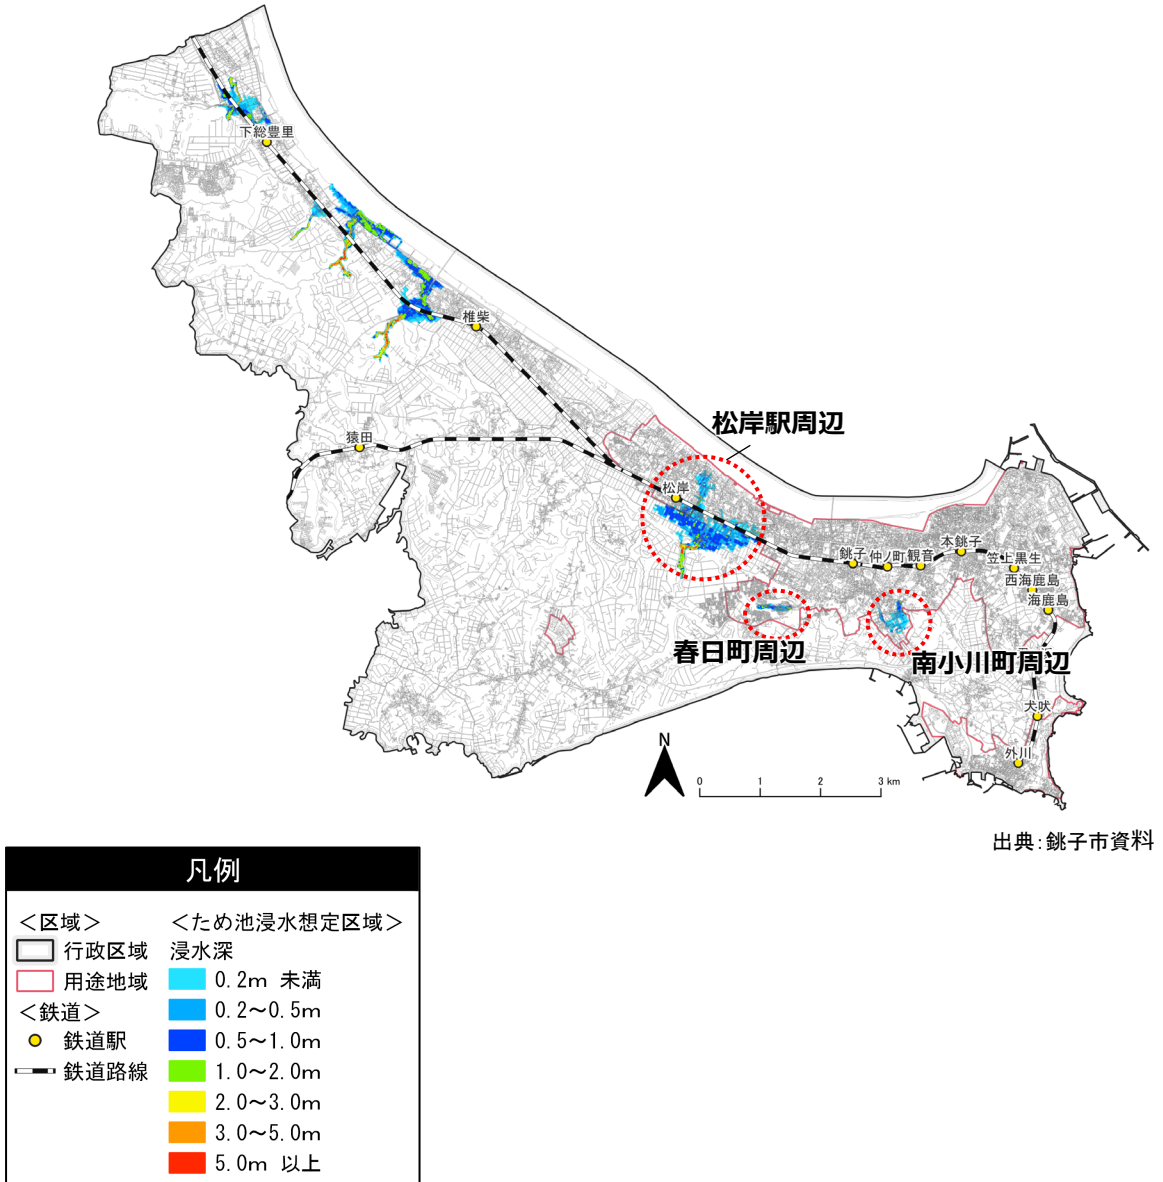 下総豊里
椎柴
猿田
松岸駅周辺
松岸
銚子
仲ノ町
観音
本銚子
笠上黒生
西海鹿島
海鹿島
春日町周辺
南小川町周辺
犬吠
外川
N
0 1 2 3 km
出典:銚子市資料
凡例
<区域>
行政区域
用途地域
<鉄道>
鉄道駅
鉄道路線
<ため池浸水想定区域>
浸水深
0.2m 未満
0.2~0.5m
0.5~1.0m
1.0~2.0m
2.0~3.0m
3.0~5.0m
5.0m 以上